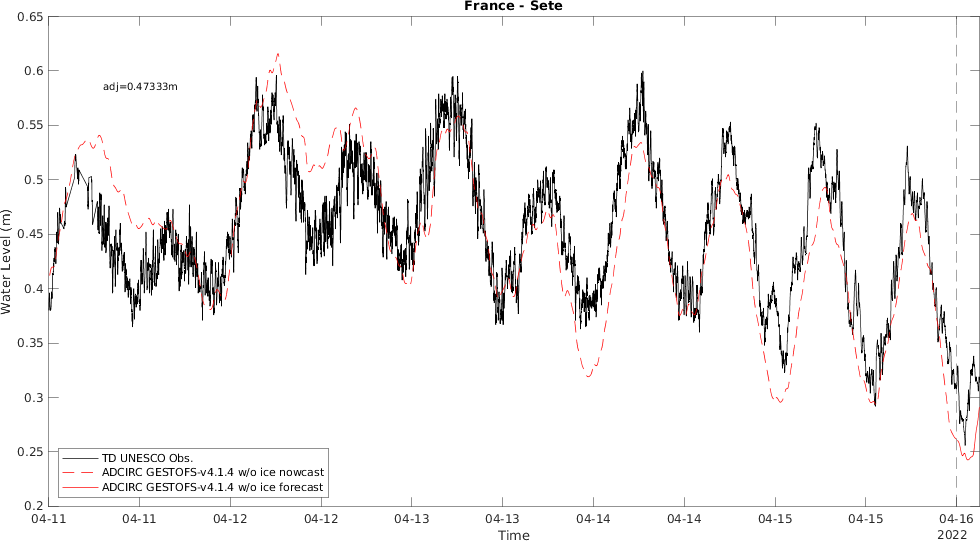 France - Sete
0.65
0.6
0.55
0.5
0.45
0.4
0.35
0.3
0.25
0.2
Water Level (m)
adj=0.47333m
TD UNESCO Obs.
ADCIRC GESTOFS-v4.1.4 w/o ice nowcast
ADCIRC GESTOFS-v4.1.4 w/o ice forecast
04-11 04-11 04-12 04-12 04-13 04-13 04-14 04-14 04-15 04-15 04-16
2022
Time